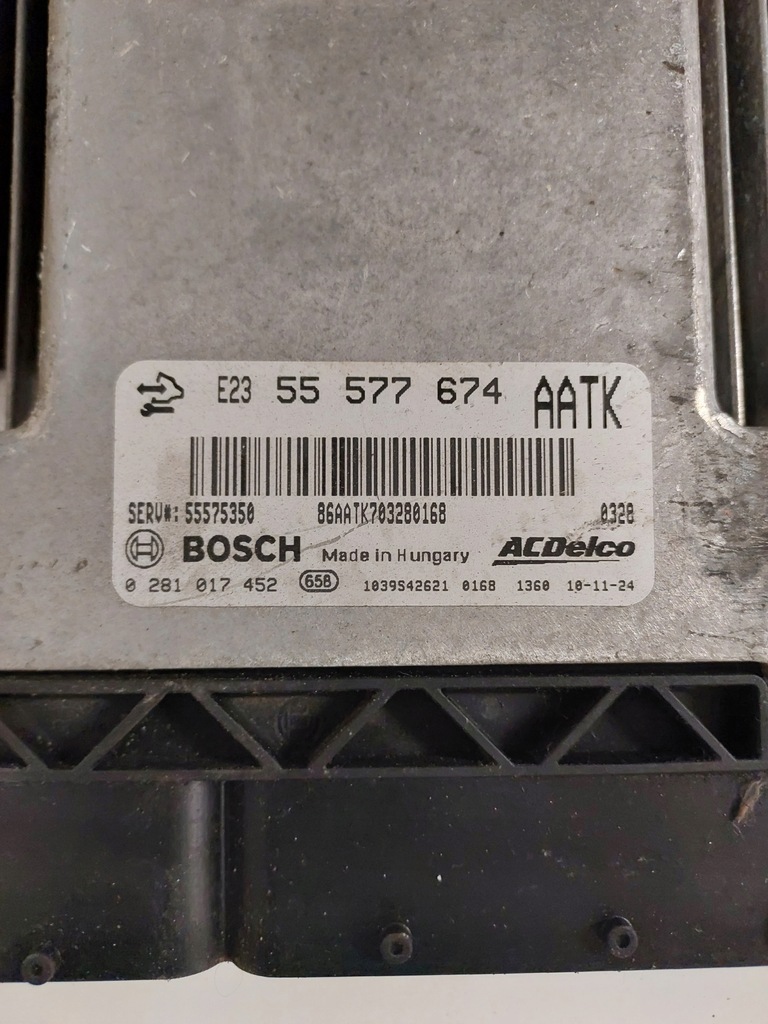 E23 55 577 674 AATK
SERV#: 55575350 86AATK703280168 0328
BOSCH Made in Hungary ACDelco
0 281 017 452 658 1039S42621 0168 1360 10-11-24